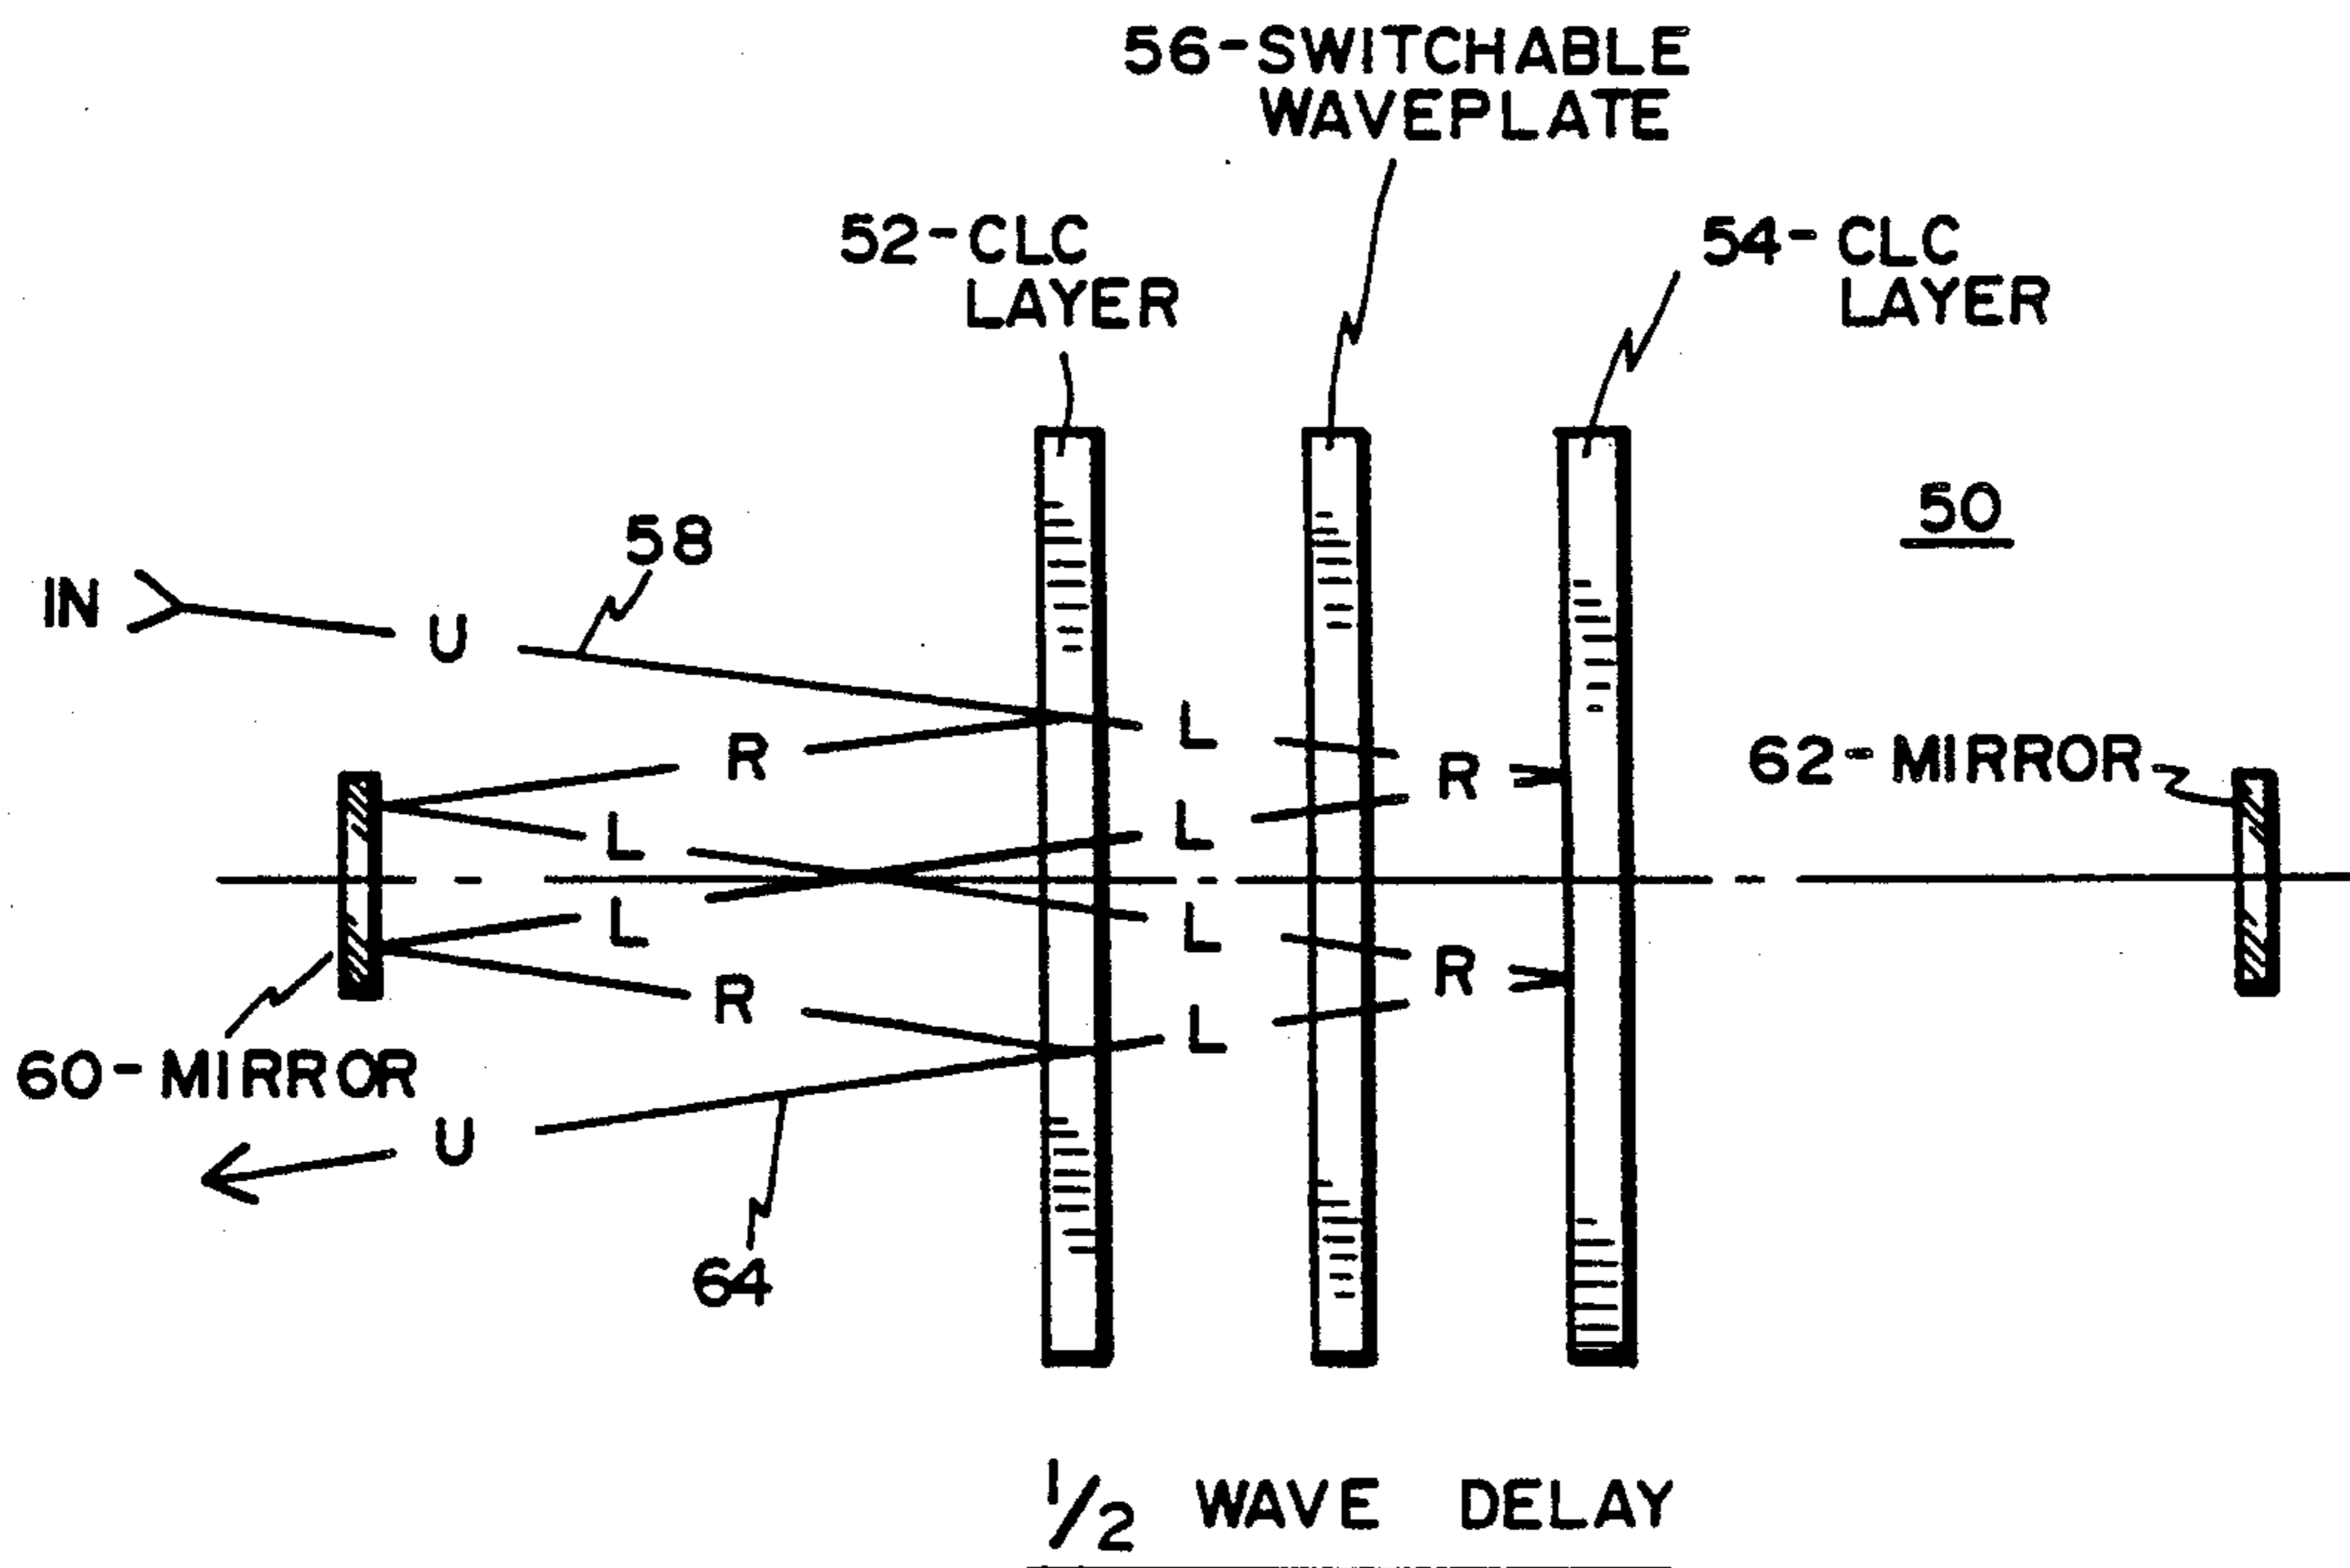 56-SWITCHABLE
WAVEPLATE
52-CLC
LAYER
54-CLC
LAYER
50
58
IN
U
L
R
R
62-MIRROR
L
L
L
L
R
R
L
60-MIRROR
U
64
1/2 WAVE DELAY